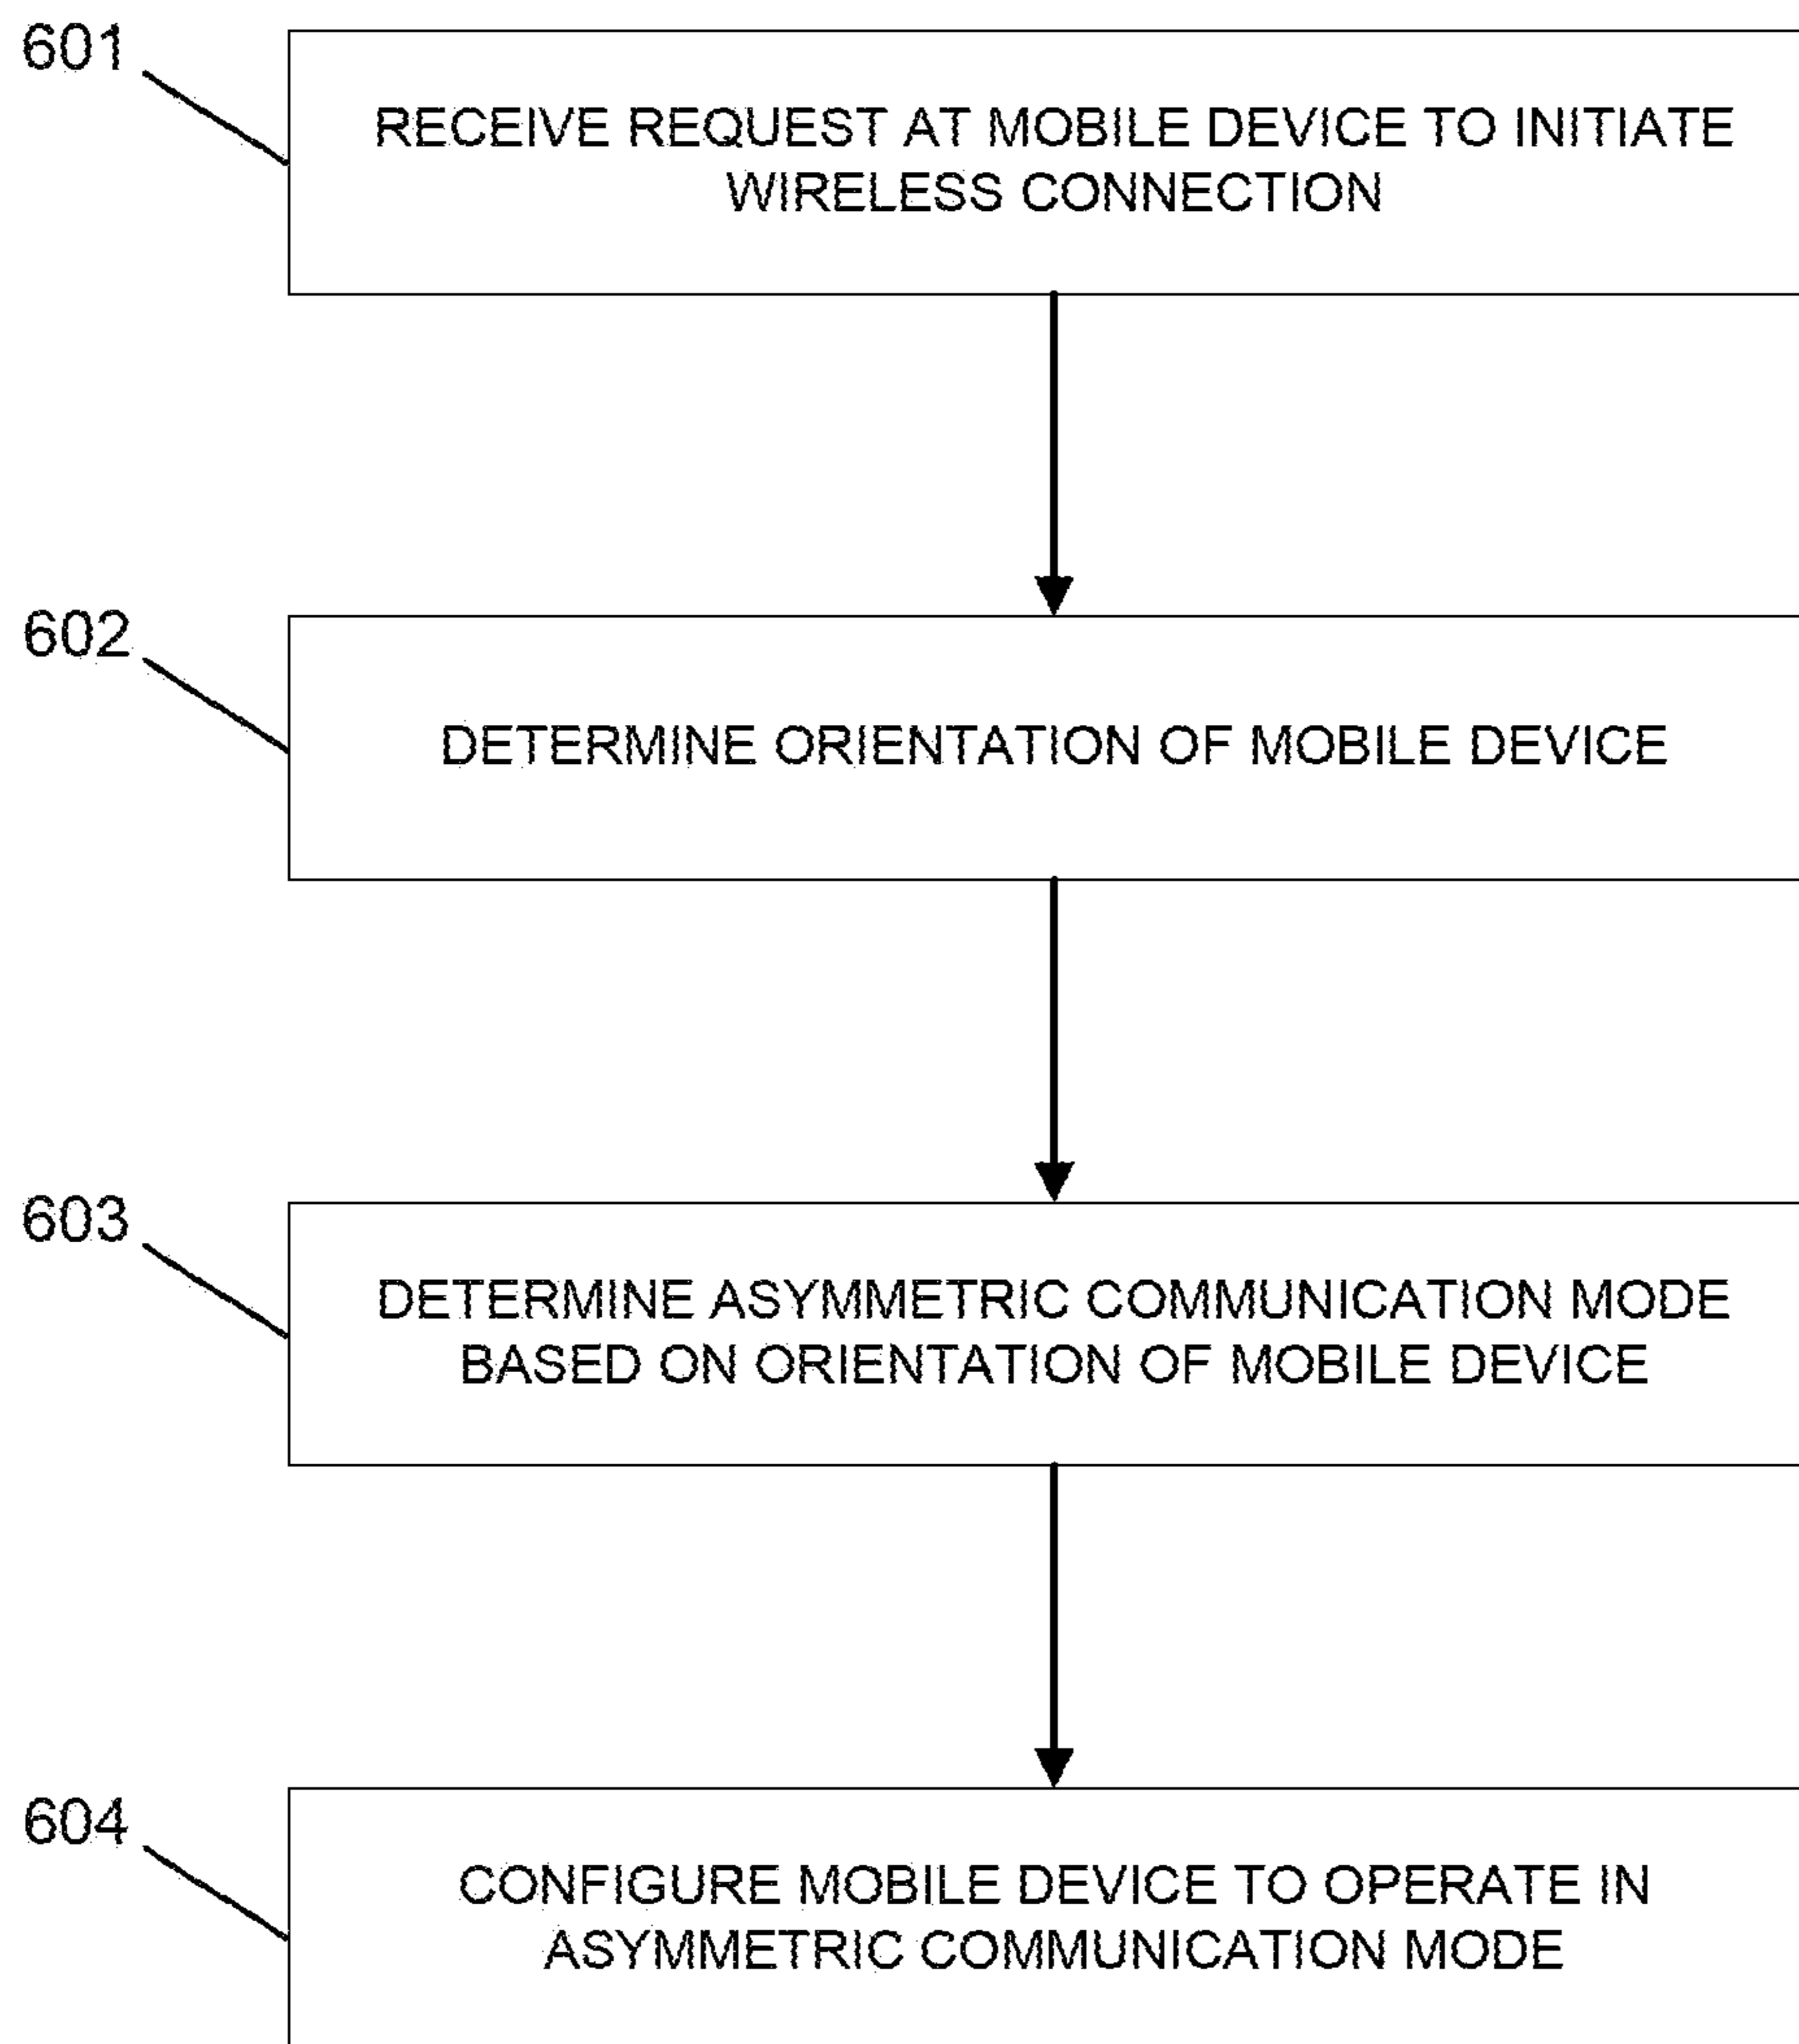 601
RECEIVE REQUEST AT MOBILE DEVICE TO INITIATE
WIRELESS CONNECTION
602
DETERMINE ORIENTATION OF MOBILE DEVICE
603
DETERMINE ASYMMETRIC COMMUNICATION MODE
BASED ON ORIENTATION OF MOBILE DEVICE
604
CONFIGURE MOBILE DEVICE TO OPERATE IN
ASYMMETRIC COMMUNICATION MODE